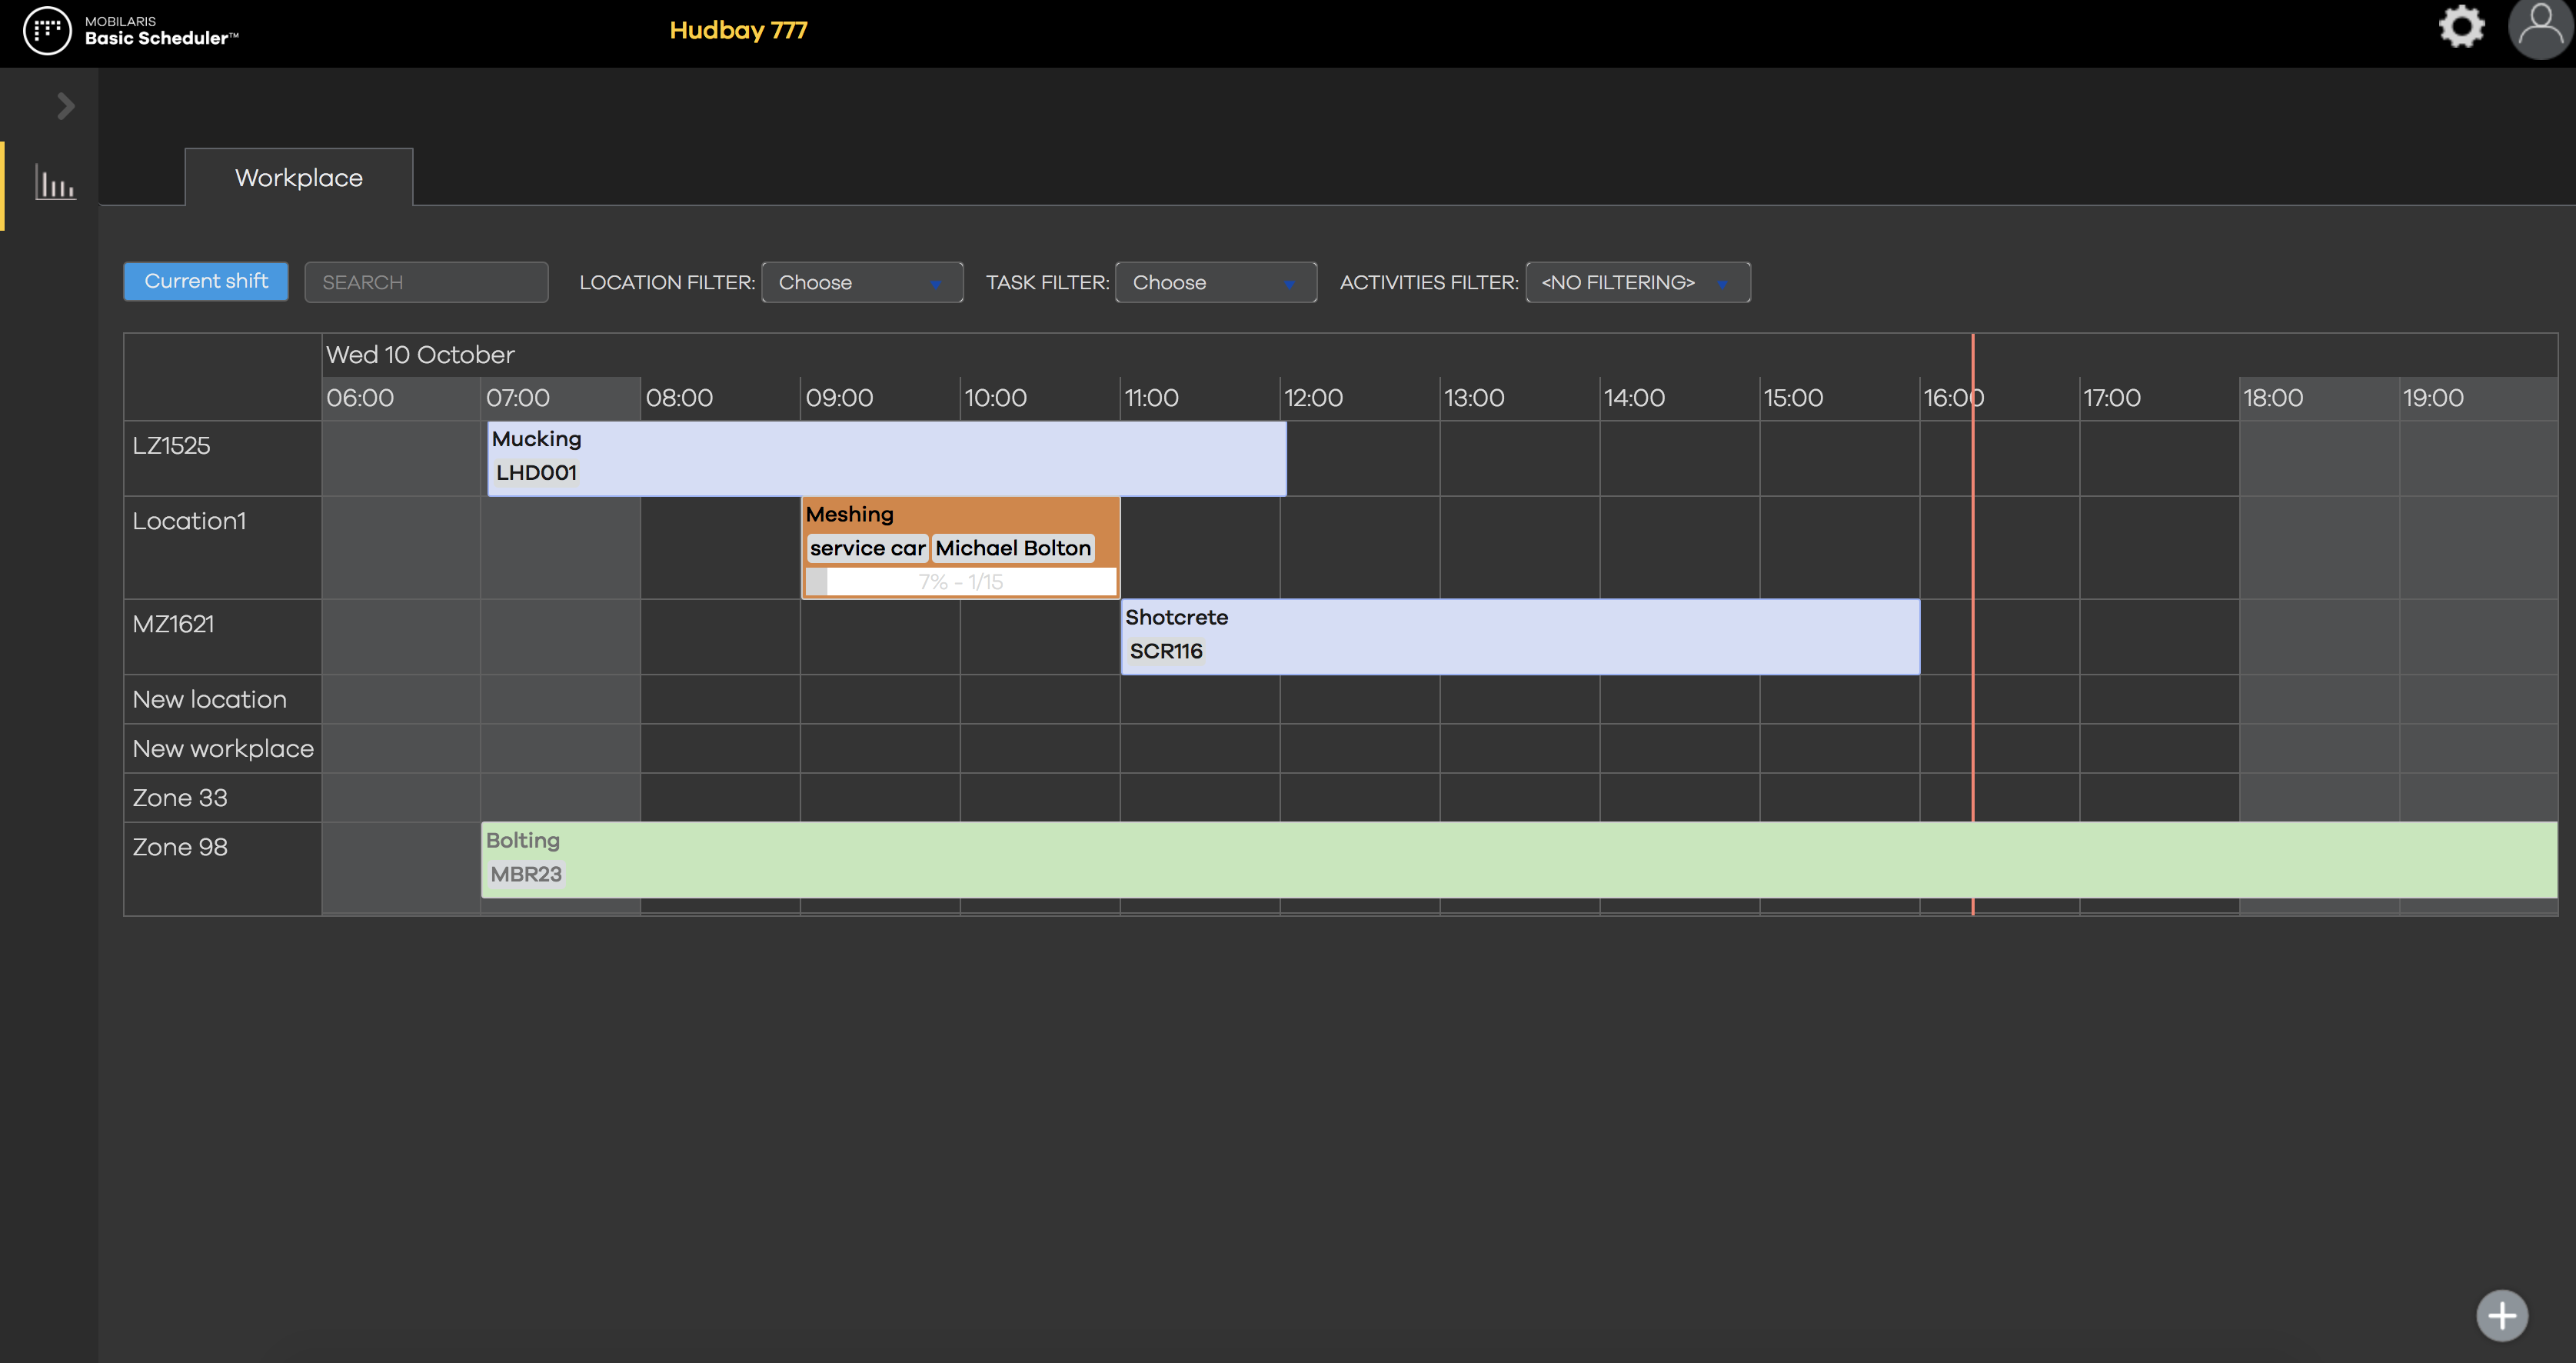 MOBILARIS
Basic Scheduler™
Hudbay 777
Workplace
Current shift SEARCH LOCATION FILTER: Choose TASK FILTER: Choose ACTIVITIES FILTER: <NO FILTERING>
Wed 10 October
06:00 07:00 08:00 09:00 10:00 11:00 12:00 13:00 14:00 15:00 16:00 17:00 18:00 19:00
LZ1525 Mucking
LHD001
Location1 Meshing
service car Michael Bolton
7% - 1/15
MZ1621 Shotcrete
SCR116
New location
New workplace
Zone 33
Zone 98 Bolting
MBR23